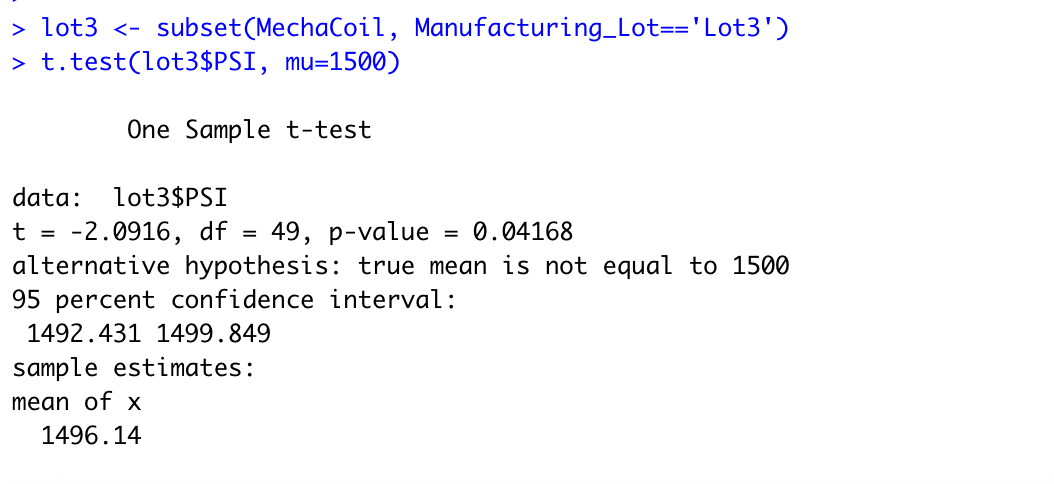 > lot3 <- subset(MechaCoil, Manufacturing_Lot=='Lot3')
> t.test(lot3$PSI, mu=1500)
One Sample t-test
data:  lot3$PSI
t = -2.0916, df = 49, p-value = 0.04168
alternative hypothesis: true mean is not equal to 1500
95 percent confidence interval:
1492.431 1499.849
sample estimates:
mean of x
1496.14